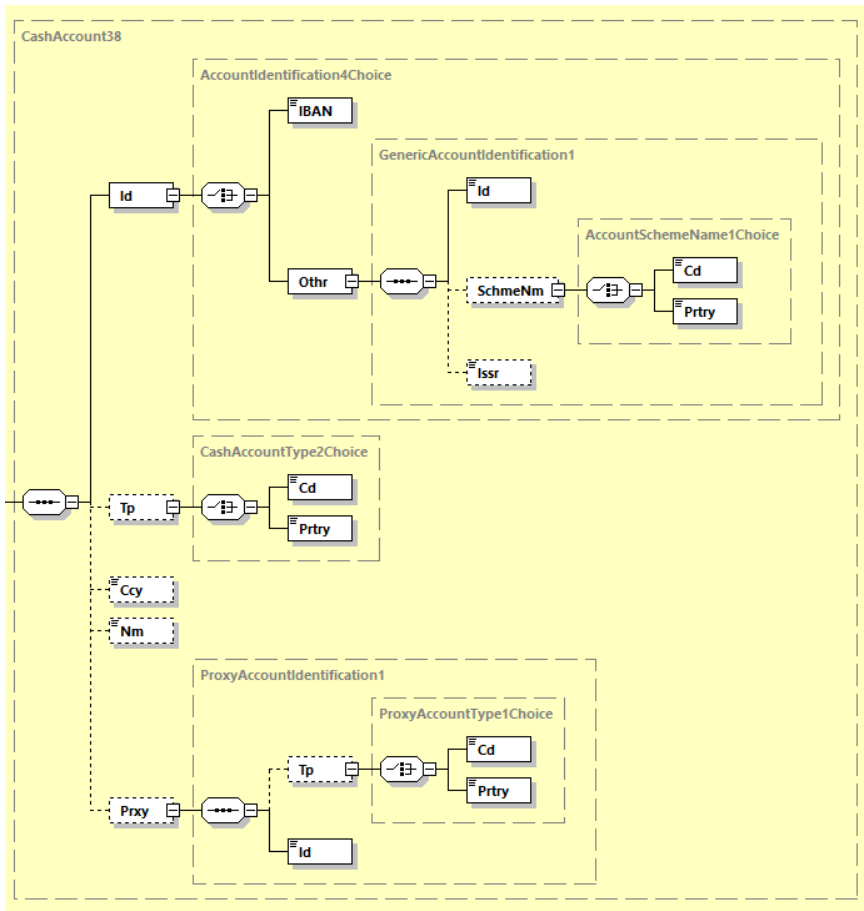 CashAccount38
AccountIdentification4Choice
IBAN
GenericAccountIdentification1
Id
Id
AccountSchemeName1Choice
Cd
Othr
SchmeNm
Prtry
Issr
CashAccountType2Choice
Cd
Tp
Prtry
Ccy
Nm
ProxyAccountIdentification1
ProxyAccountType1Choice
Cd
Tp
Prtry
Prxy
Id